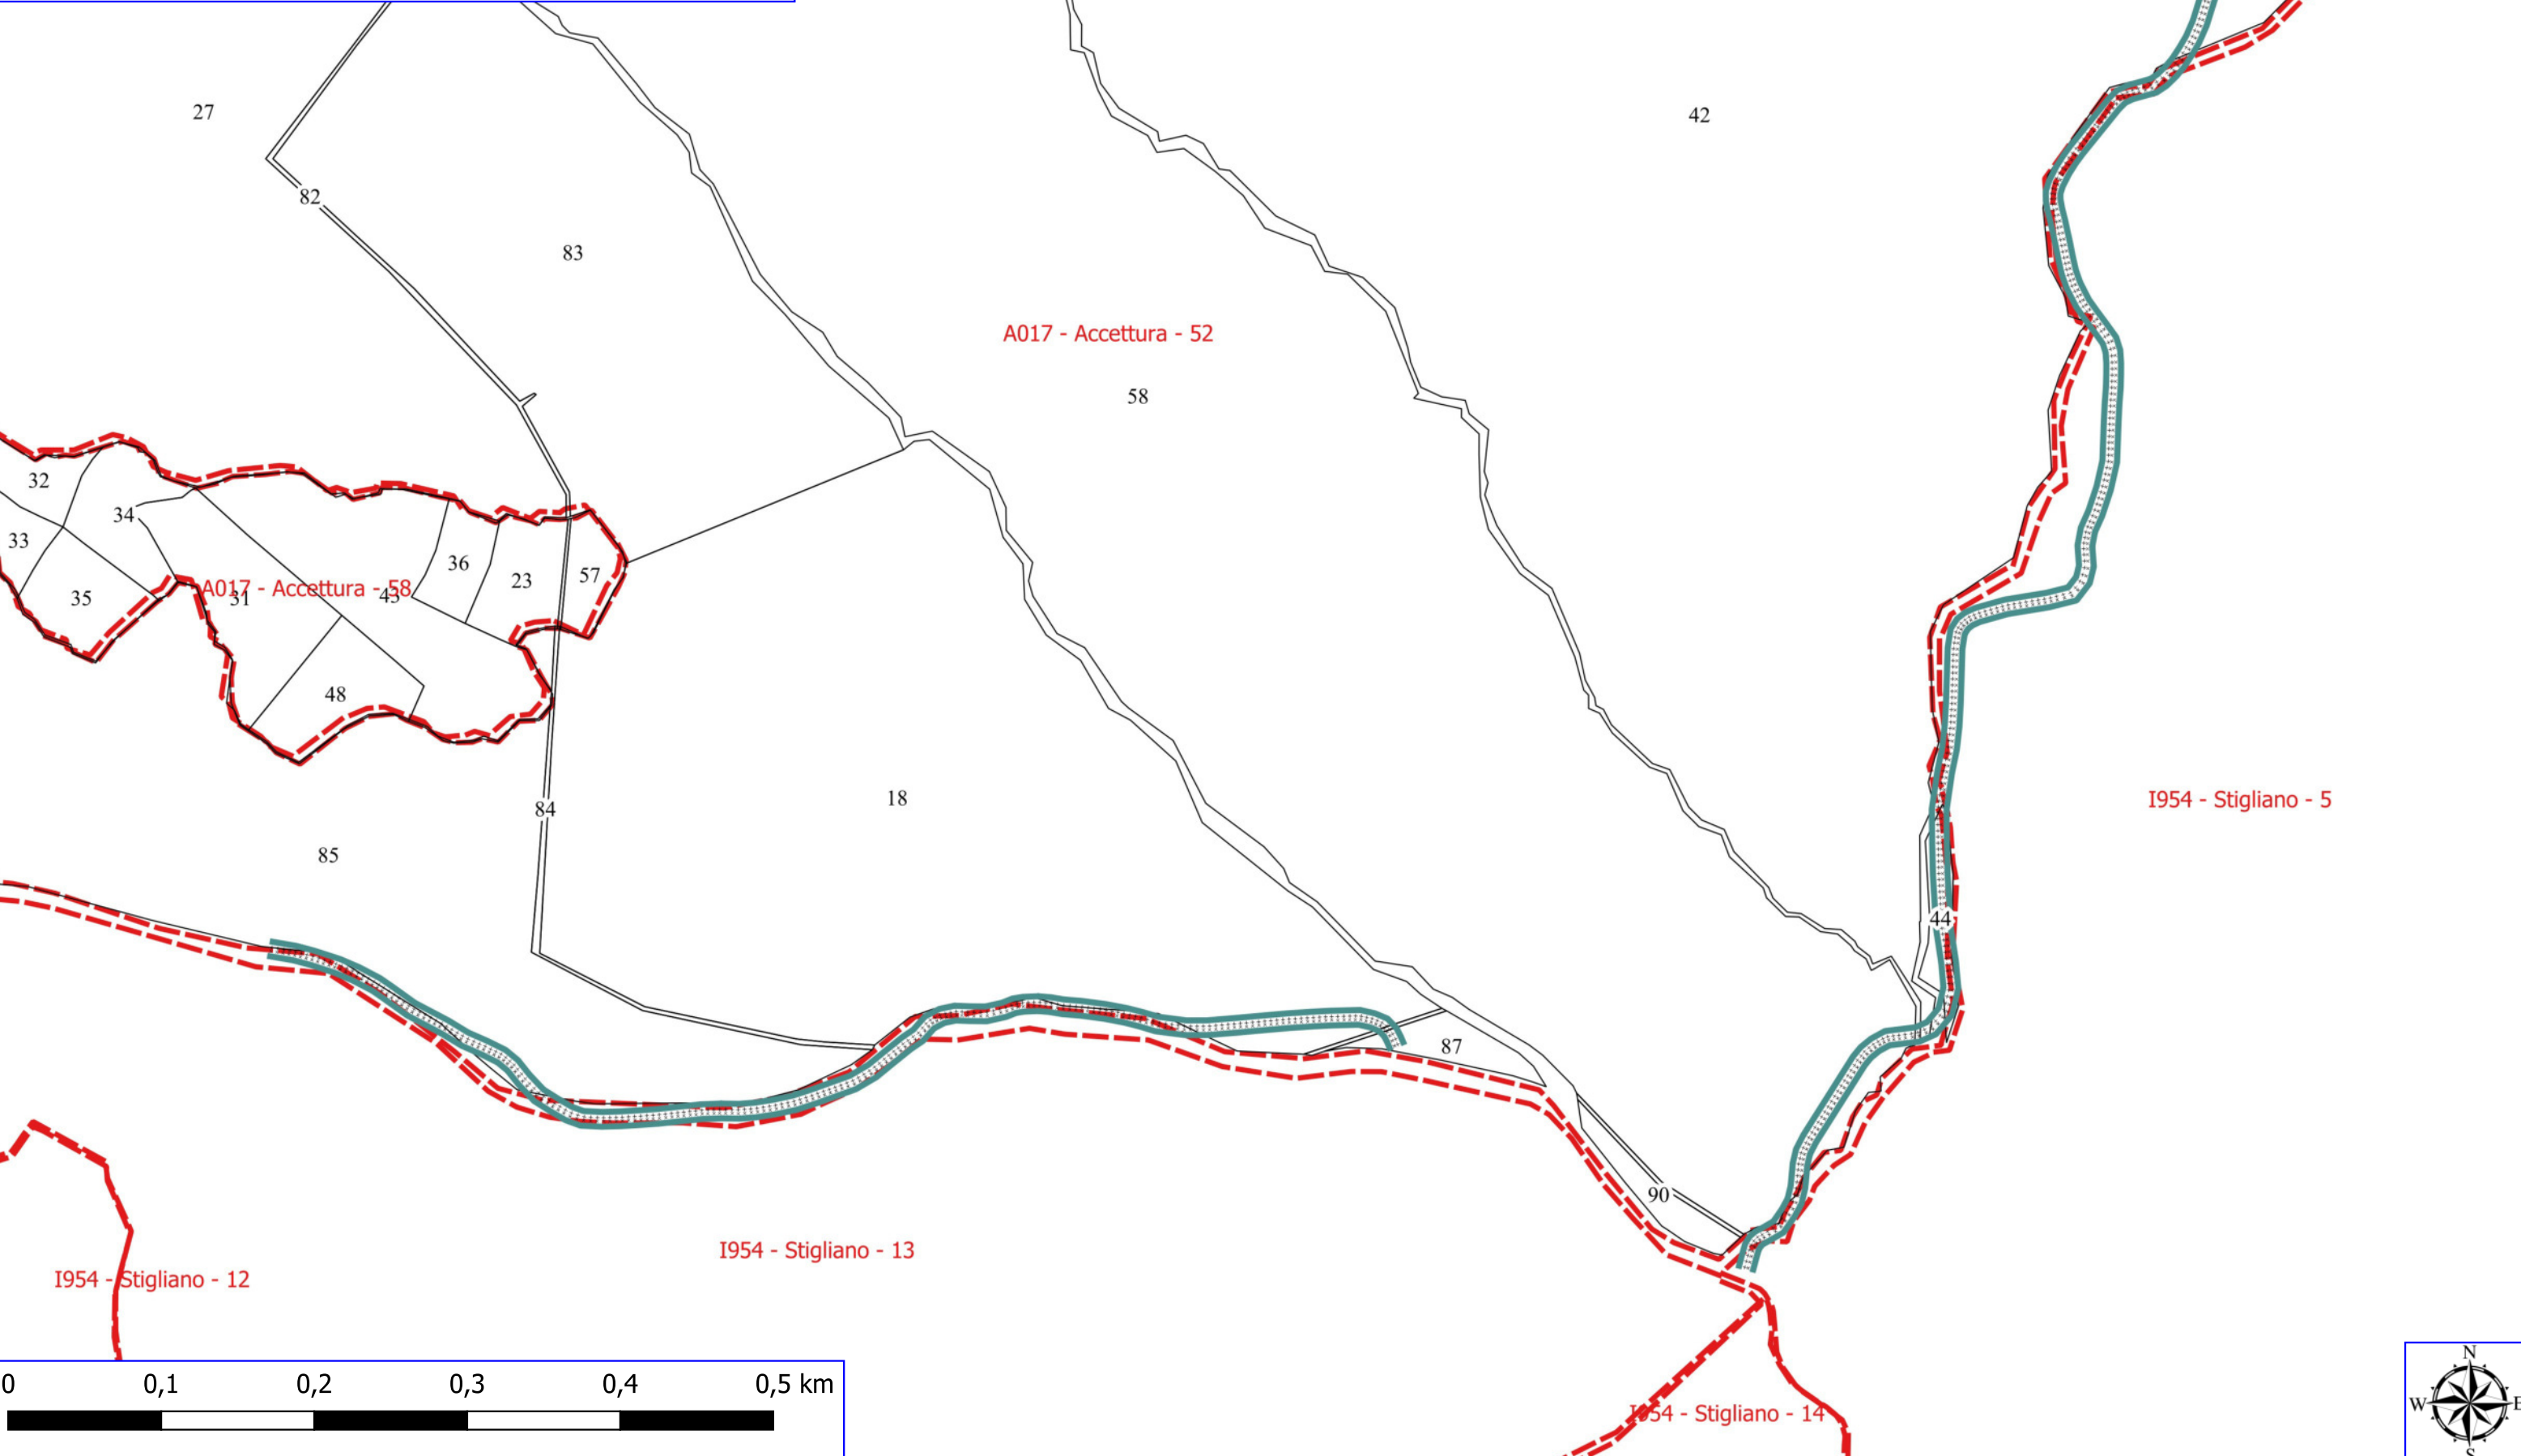 27
42
82
83
A017 - Accettura - 52
58
32
34
33
36
23
57
35
A017 - Accettura - 58
31
43
48
I954 - Stigliano - 5
18
84
85
44
87
90
I954 - Stigliano - 13
I954 - Stigliano - 12
I954 - Stigliano - 14
0 0,1 0,2 0,3 0,4 0,5 km
N
W E
S